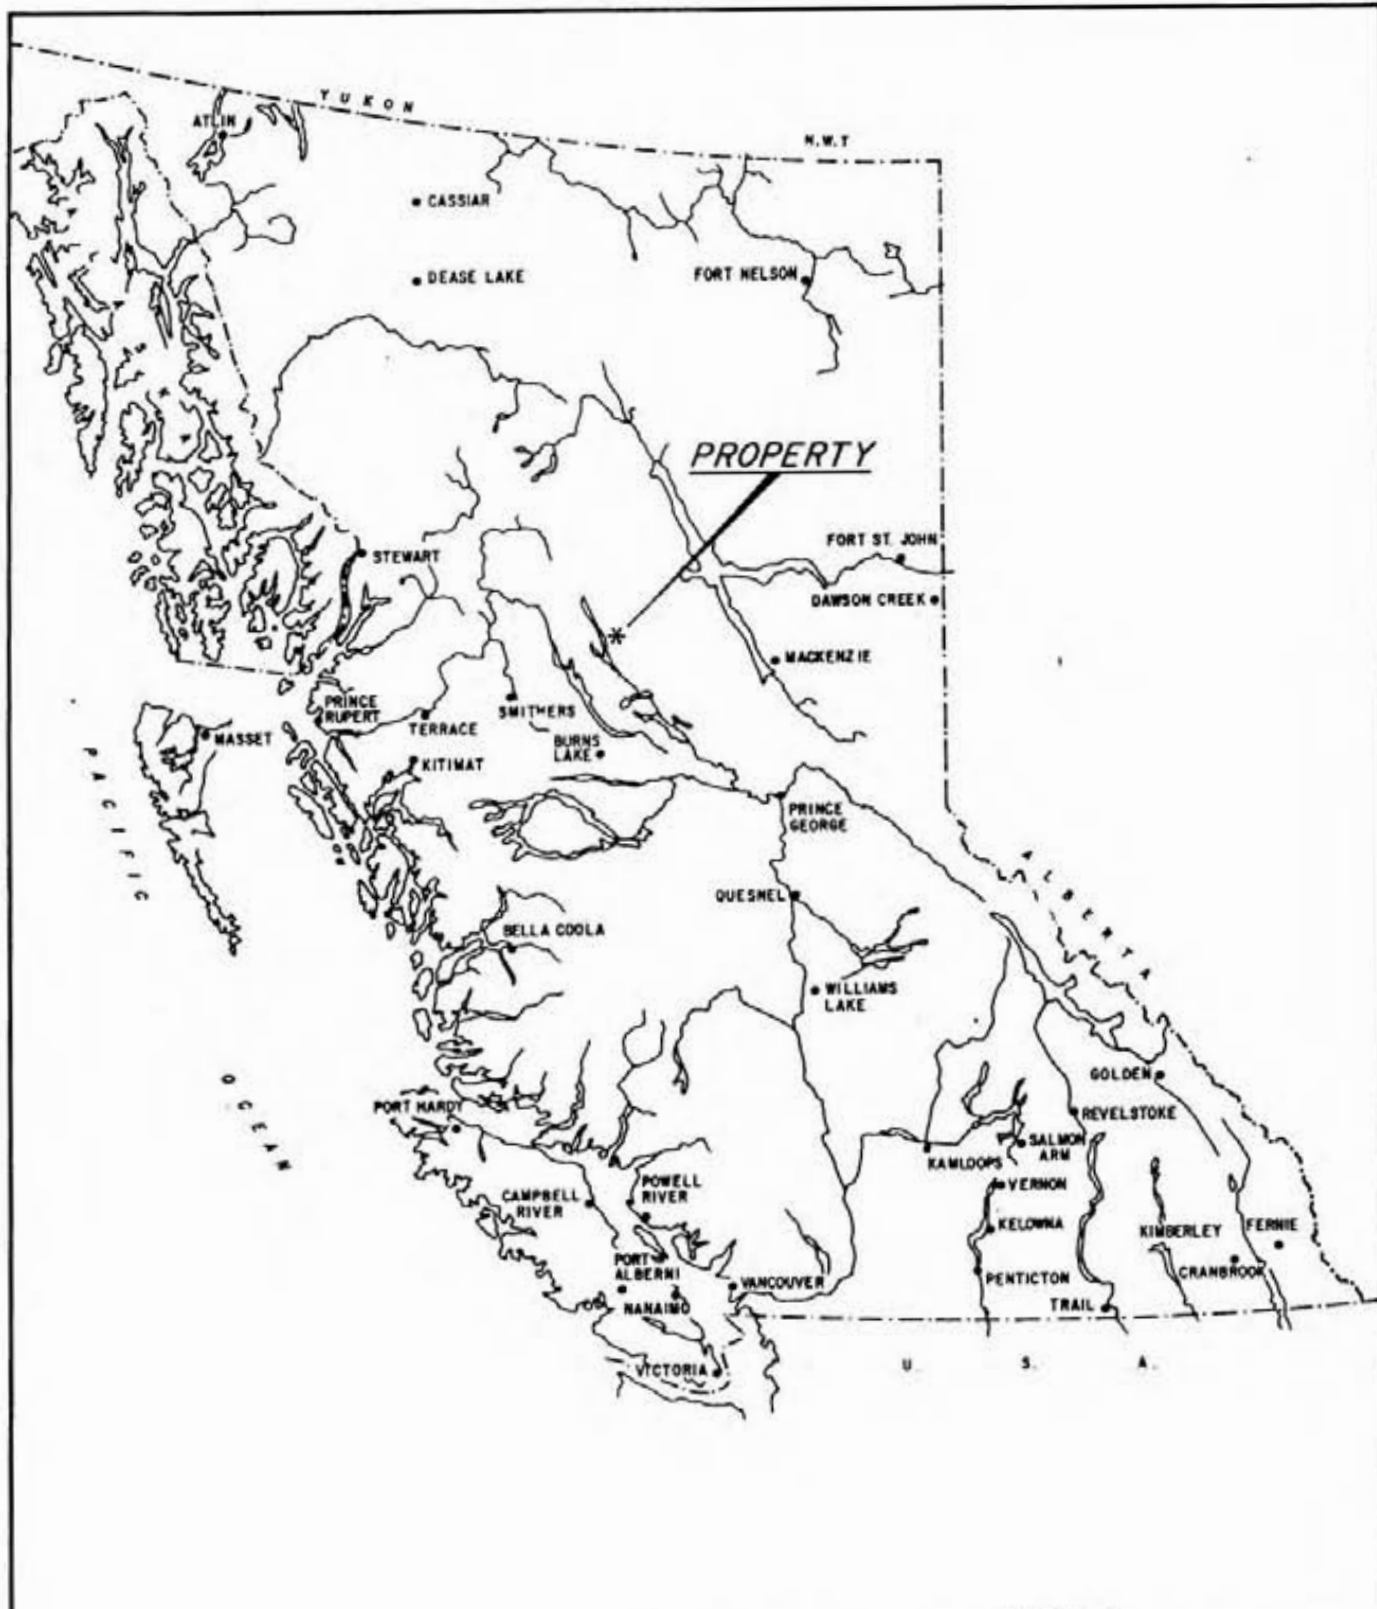 YUKON
N.W.T
ATLIN
CASSIAR
DEASE LAKE
FORT NELSON
PROPERTY
STEWART
FORT ST. JOHN
DAWSON CREEK
MACKENZIE
PRINCE
RUPERT
TERRACE
SMITHERS
MASSET
KITIMAT
BURNS
LAKE
PACIFIC
PRINCE
GEORGE
ALBERTA
QUESNEL
BELLA COOLA
WILLIAMS
LAKE
OCEAN
GOLDEN
PORT HARDY
REVELSTOKE
KAMLOOPS
SALMON
ARM
CAMPBELL
RIVER
POWELL
RIVER
VERNON
KELOWNA
KIMBERLEY
FERNIE
PORT
ALBERNI
VANCOUVER
PENTICTON
CRANBROOK
NANAIMO
TRAIL
VICTORIA
U. S. A.